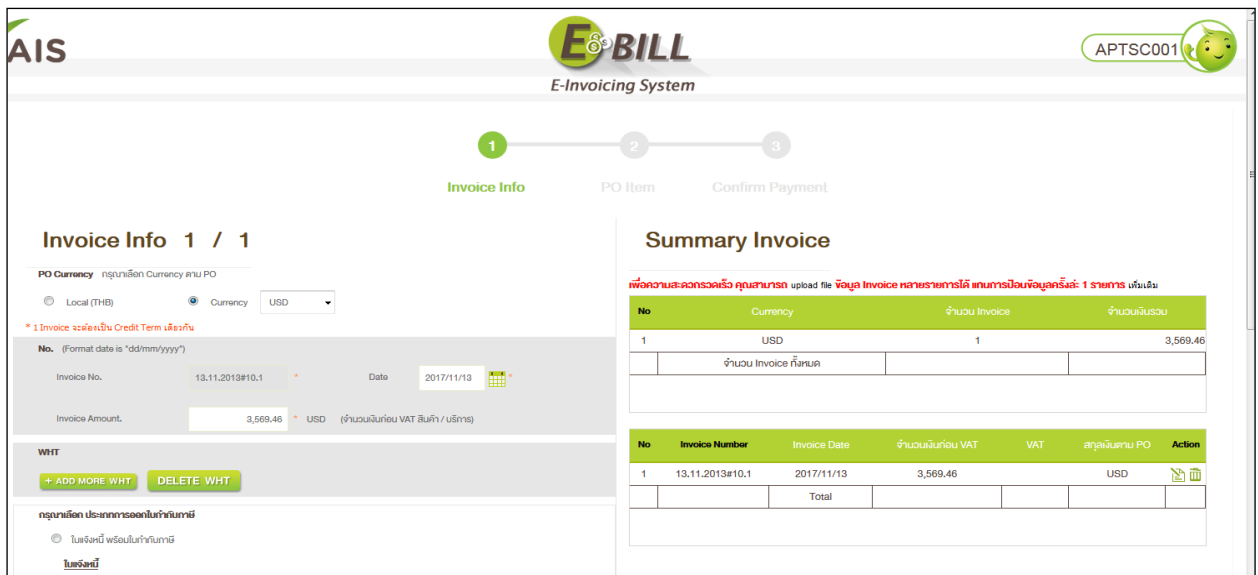 AIS
E BILL
E-Invoicing System
APTSC001
1 2 3
Invoice Info PO Item Confirm Payment
Invoice Info 1 / 1
PO Currency กรุณาเลือก Currency ตาม PO
Local (THB) Currency USD
* 1 Invoice จะต้องเป็น Credit Term เดียวกัน
No. (Format date is "dd/mm/yyyy")
Invoice No. 13.11.2013#10.1 * Date 2017/11/13 *
Invoice Amount. 3,569.46 * USD (จำนวนเงินก่อน VAT สินค้า / บริการ)
WHT
+ ADD MORE WHT DELETE WHT
กรุณาเลือก ประเภทการออกใบกำกับภาษี
ใบแจ้งหนี้ พร้อมใบกำกับภาษี
ใบแจ้งหนี้
Summary Invoice
เพื่อความสะดวกรวดเร็ว คุณสามารถ upload file ข้อมูล Invoice หลายรายการได้ แทนการป้อนข้อมูลครั้งล่ะ 1 รายการ เพิ่มเติม
No Currency จำนวน Invoice จำนวนเงินรวม
1 USD 1 3,569.46
จำนวน Invoice ทั้งหมด
No Invoice Number Invoice Date จำนวนเงินก่อน VAT VAT สกุลเงินตาม PO Action
1 13.11.2013#10.1 2017/11/13 3,569.46 USD
Total